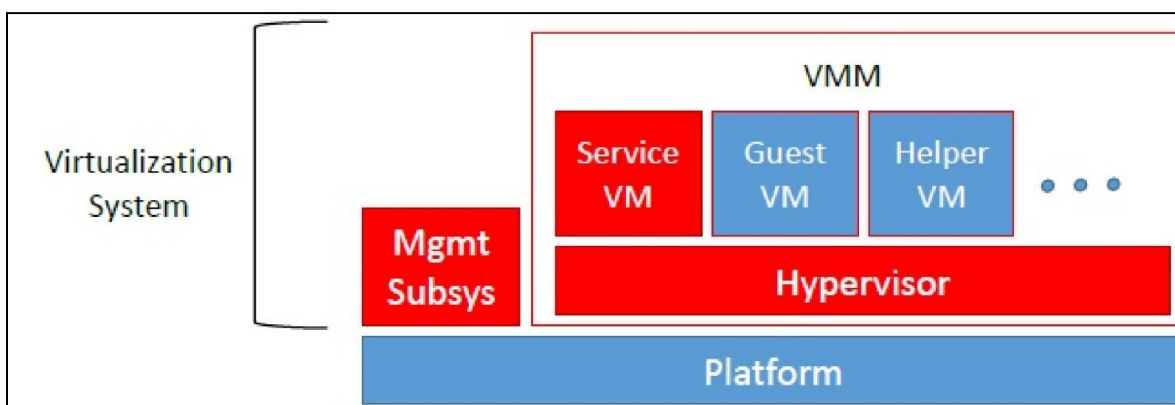 Virtualization
System
Mgmt
Subsys
VMM
Service
VM
Guest
VM
Helper
VM
Hypervisor
Platform